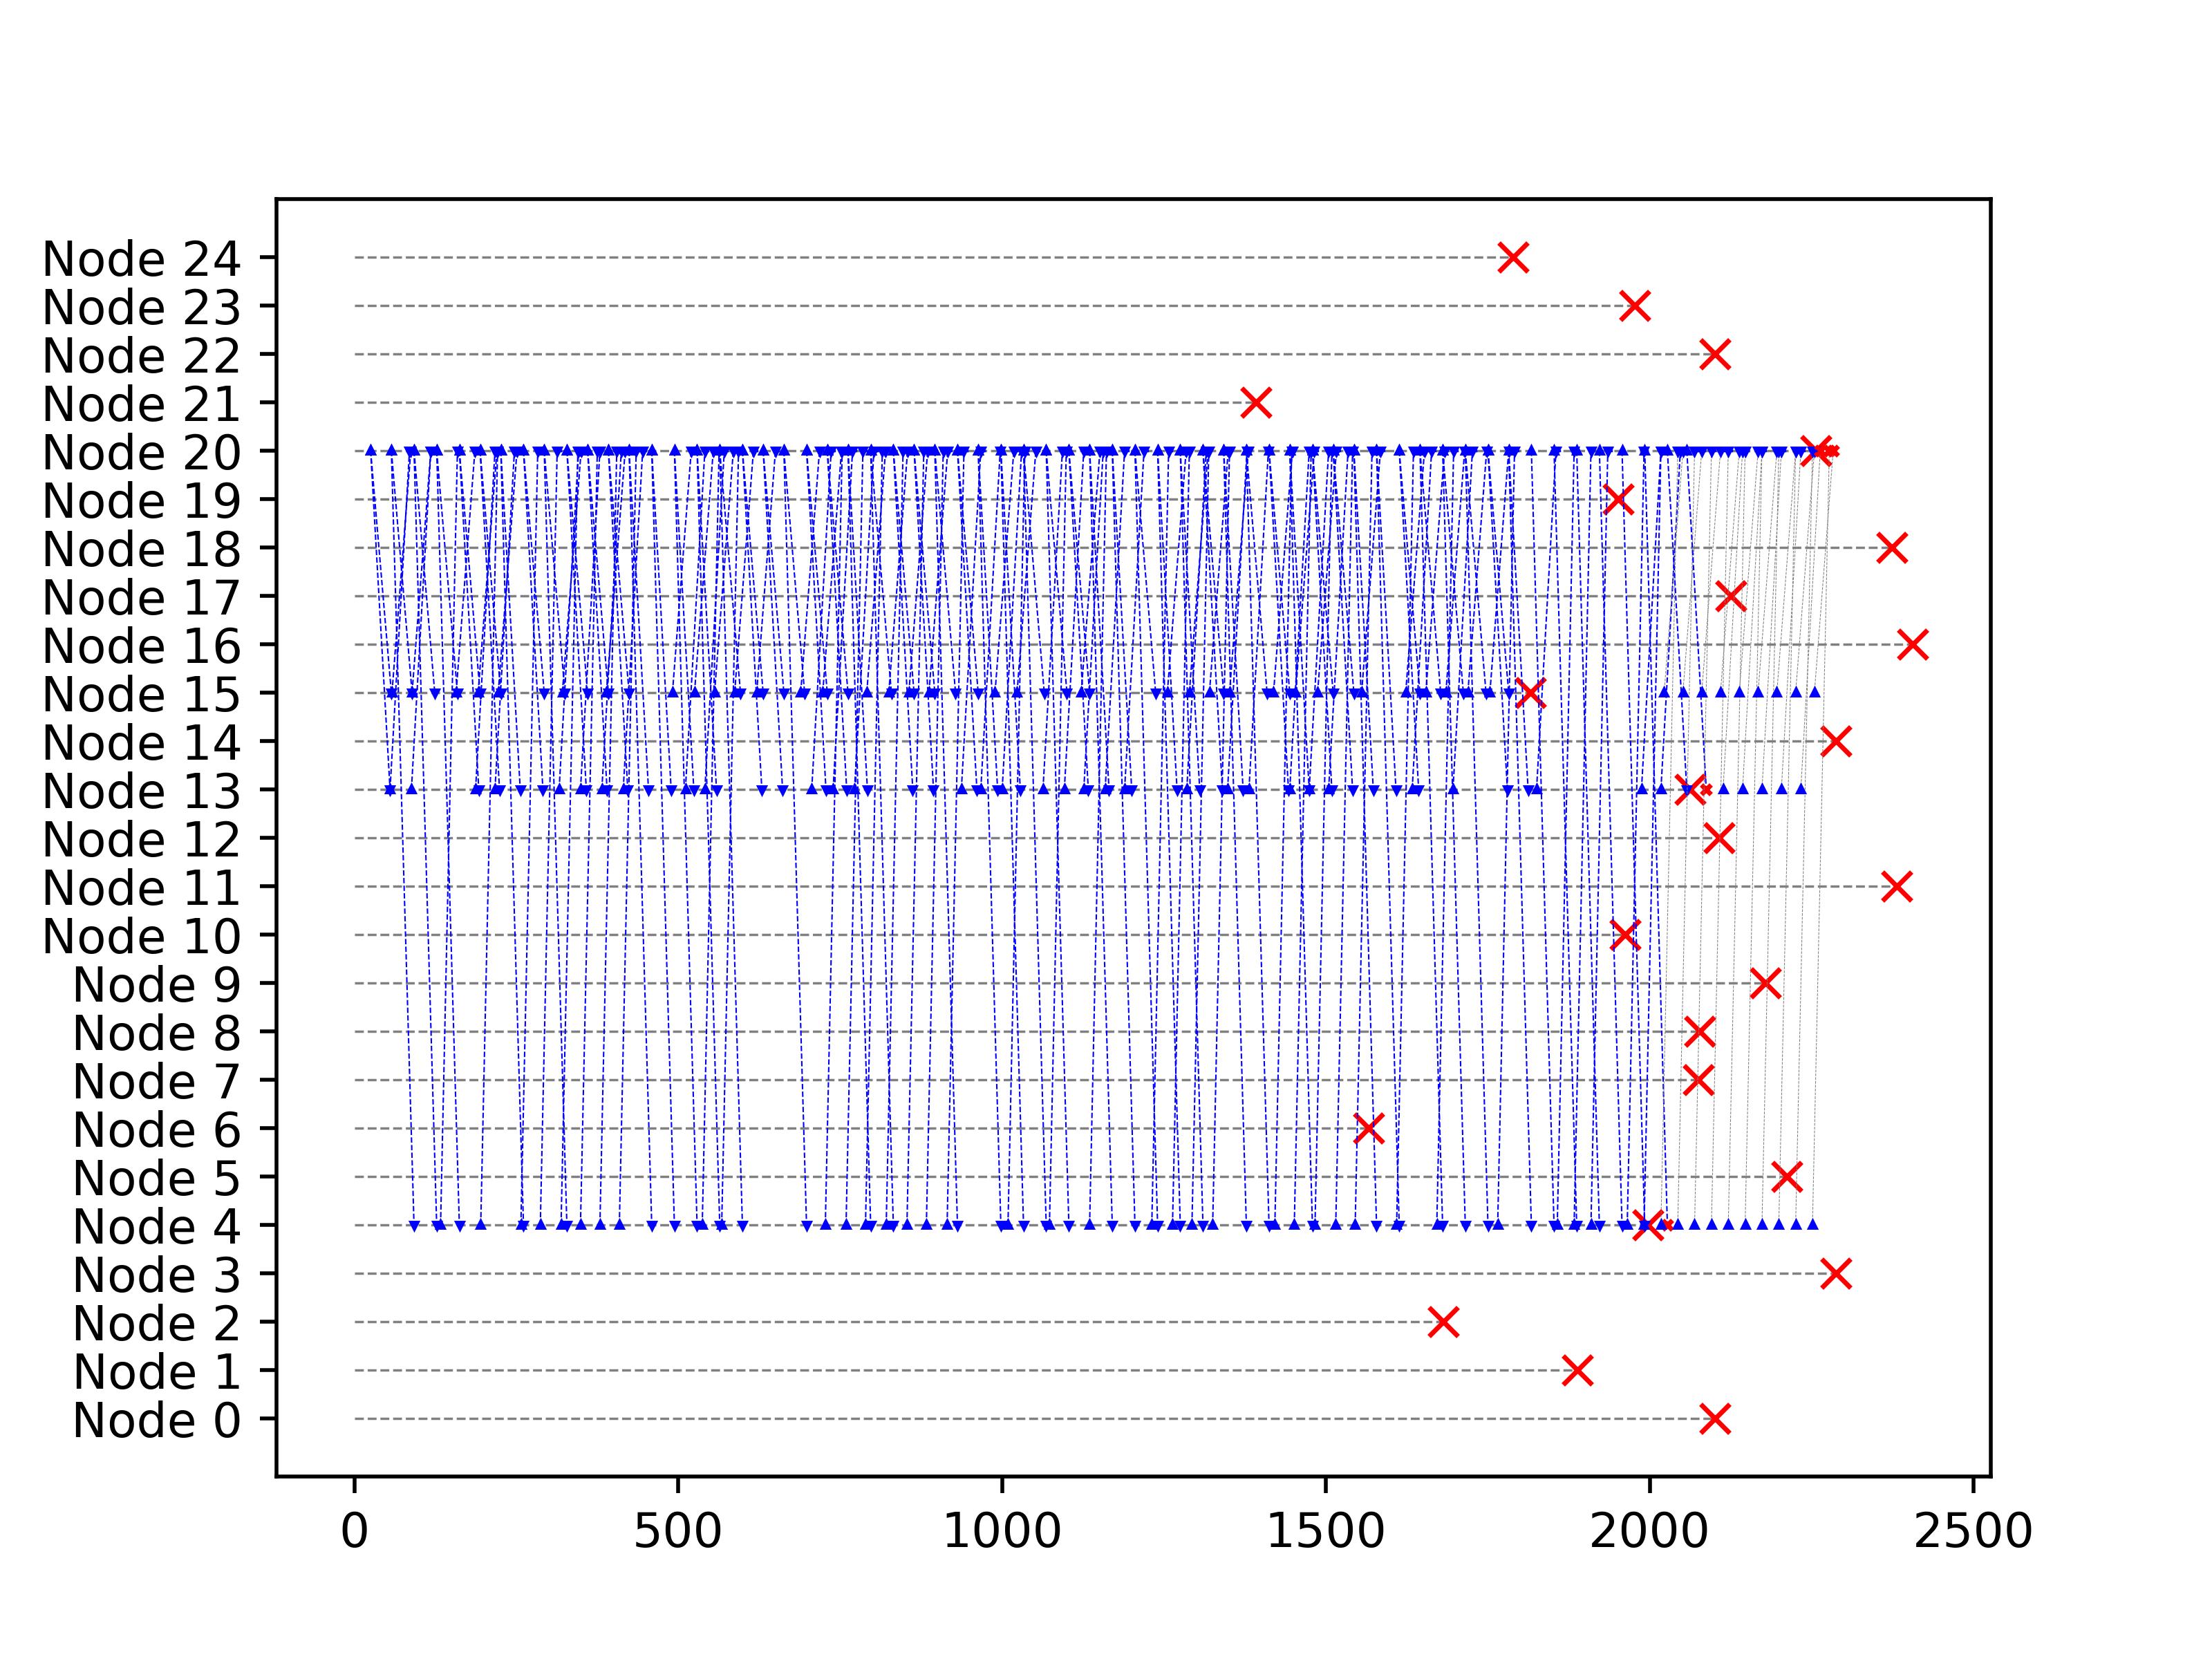 Node 24
Node 23
Node 22
Node 21
Node 20
Node 19
Node 18
Node 17
Node 16
Node 15
Node 14
Node 13
Node 12
Node 11
Node 10
Node 9
Node 8
Node 7
Node 6
Node 5
Node 4
Node 3
Node 2
Node 1
Node 0
0 500 1000 1500 2000 2500